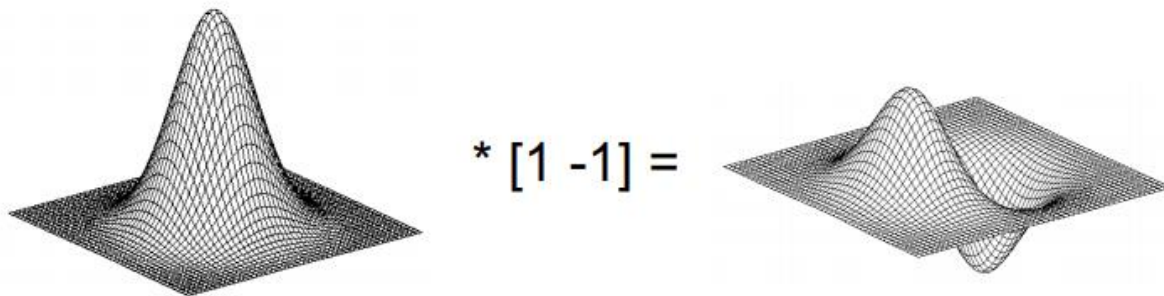 * [1 -1] =